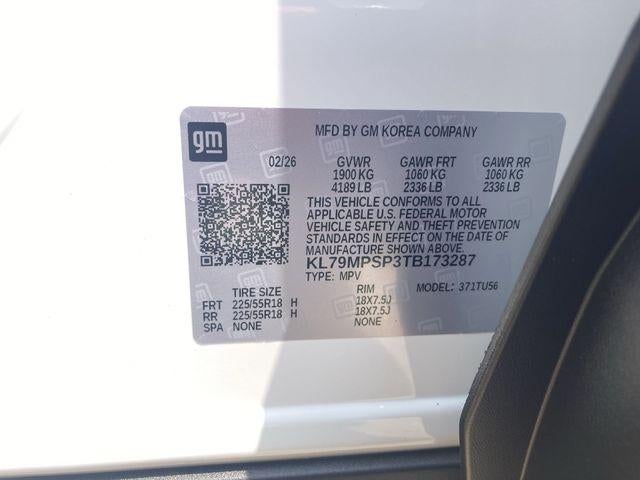 gm
MFD BY GM KOREA COMPANY
02/26 GVWR GAWR FRT GAWR RR
1900 KG 1060 KG 1060 KG
4189 LB 2336 LB 2336 LB
THIS VEHICLE CONFORMS TO ALL
APPLICABLE U.S. FEDERAL MOTOR
VEHICLE SAFETY AND THEFT PREVENTION
STANDARDS IN EFFECT ON THE DATE OF
MANUFACTURE SHOWN ABOVE.
KL79MPSP3TB173287
TYPE: MPV MODEL: 371TU56
TIRE SIZE RIM
FRT 225/55R18 H 18X7.5J
RR 225/55R18 H 18X7.5J
SPA NONE NONE